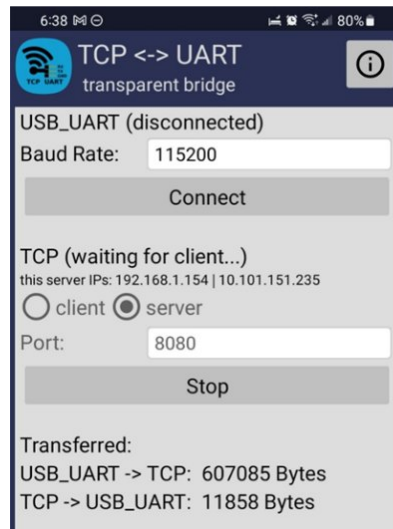 6:38
80%
TCP <-> UART
transparent bridge
TCP UART
USB_UART (disconnected)
Baud Rate: 115200
Connect
TCP (waiting for client...)
this server IPs: 192.168.1.154 | 10.101.151.235
client server
Port: 8080
Stop
Transferred:
USB_UART -> TCP: 607085 Bytes
TCP -> USB_UART: 11858 Bytes